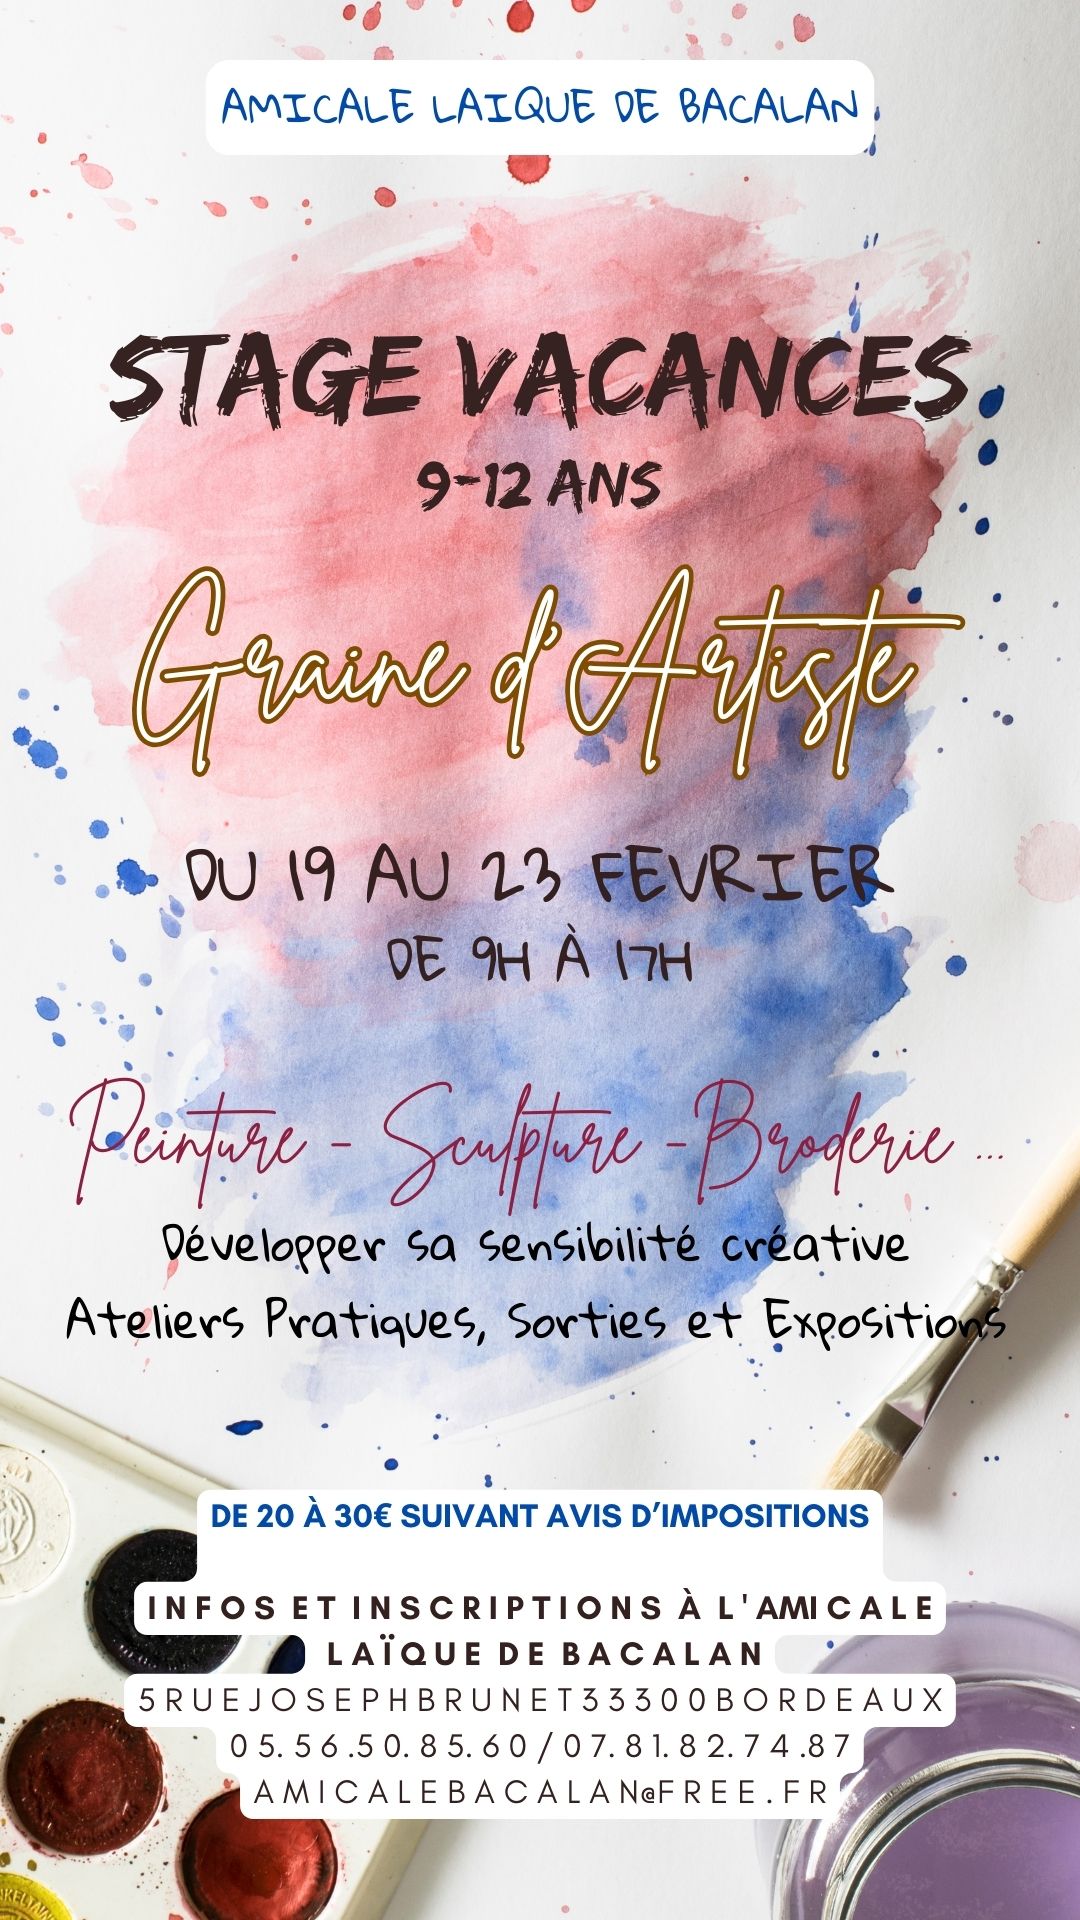 AMICALE LAIQUE DE BACALAN
STAGE VACANCES
9-12 ANS
Graine d'Artiste
DU 19 AU 23 FEVRIER
DE 9H À 17H
Peinture - Sculpture - Broderie ...
Développer sa sensibilité créative
Ateliers Pratiques, Sorties et Expositions
DE 20 À 30€ SUIVANT AVIS D'IMPOSITIONS
INFOS ET INSCRIPTIONS À L'AMICALE
LAÏQUE DE BACALAN
5 RUE JOSEPH BRUNET 33300 BORDEAUX
05.56.50.85.60/07.81.82.74.87
AMICALEBACALAN@FREE.FR